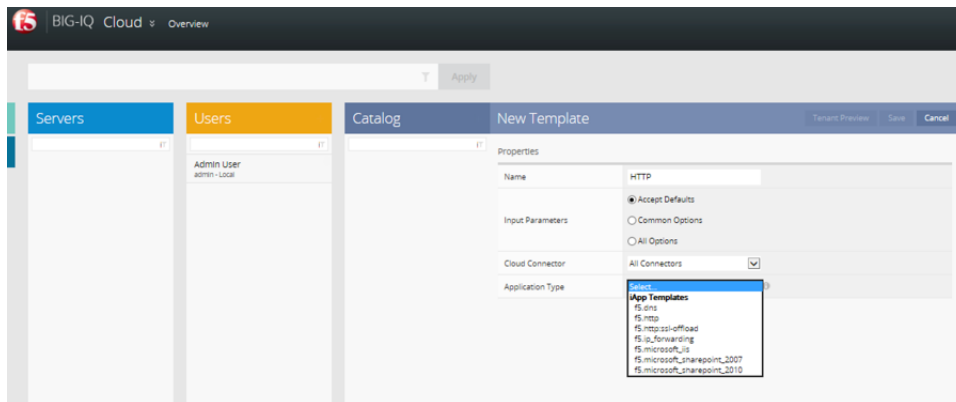 f5 BIG-IQ Cloud Overview
Apply
Servers
Users
Catalog
New Template
Tenant Preview
Save
Cancel
Admin User
admin - Local
Properties
Name
HTTP
Input Parameters
Accept Defaults
Common Options
All Options
Cloud Connector
All Connectors
Application Type
Select...
iApp Templates
f5.dns
f5.http
f5.http:ssl-offload
f5.ip_forwarding
f5.microsoft_iis
f5.microsoft_sharepoint_2007
f5.microsoft_sharepoint_2010